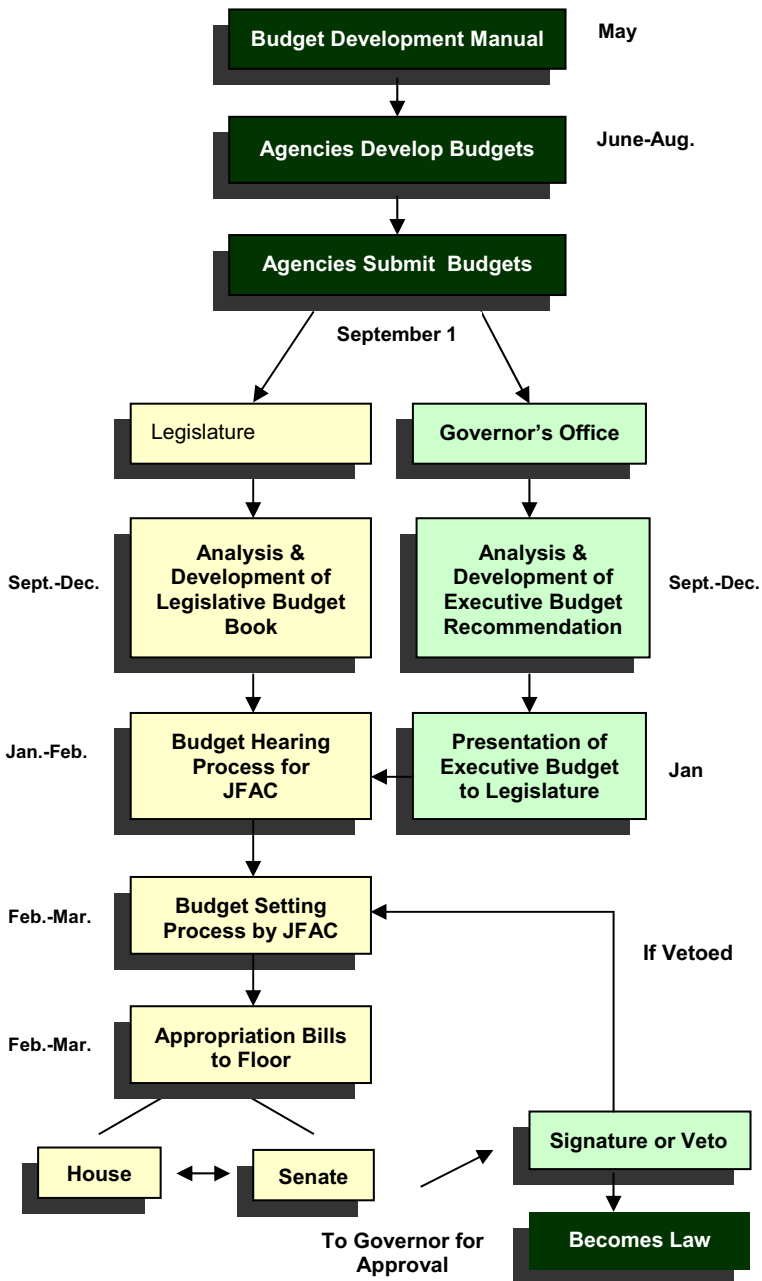 Budget Development Manual
May
Agencies Develop Budgets
June-Aug.
Agencies Submit Budgets
September 1
Legislature
Governor's Office
Sept.-Dec.
Analysis &
Development of
Legislative Budget
Book
Analysis &
Development of
Executive Budget
Recommendation
Sept.-Dec.
Jan.-Feb.
Budget Hearing
Process for
JFAC
Presentation of
Executive Budget
to Legislature
Jan
Feb.-Mar.
Budget Setting
Process by JFAC
If Vetoed
Feb.-Mar.
Appropriation Bills
to Floor
House
Senate
Signature or Veto
To Governor for
Approval
Becomes Law